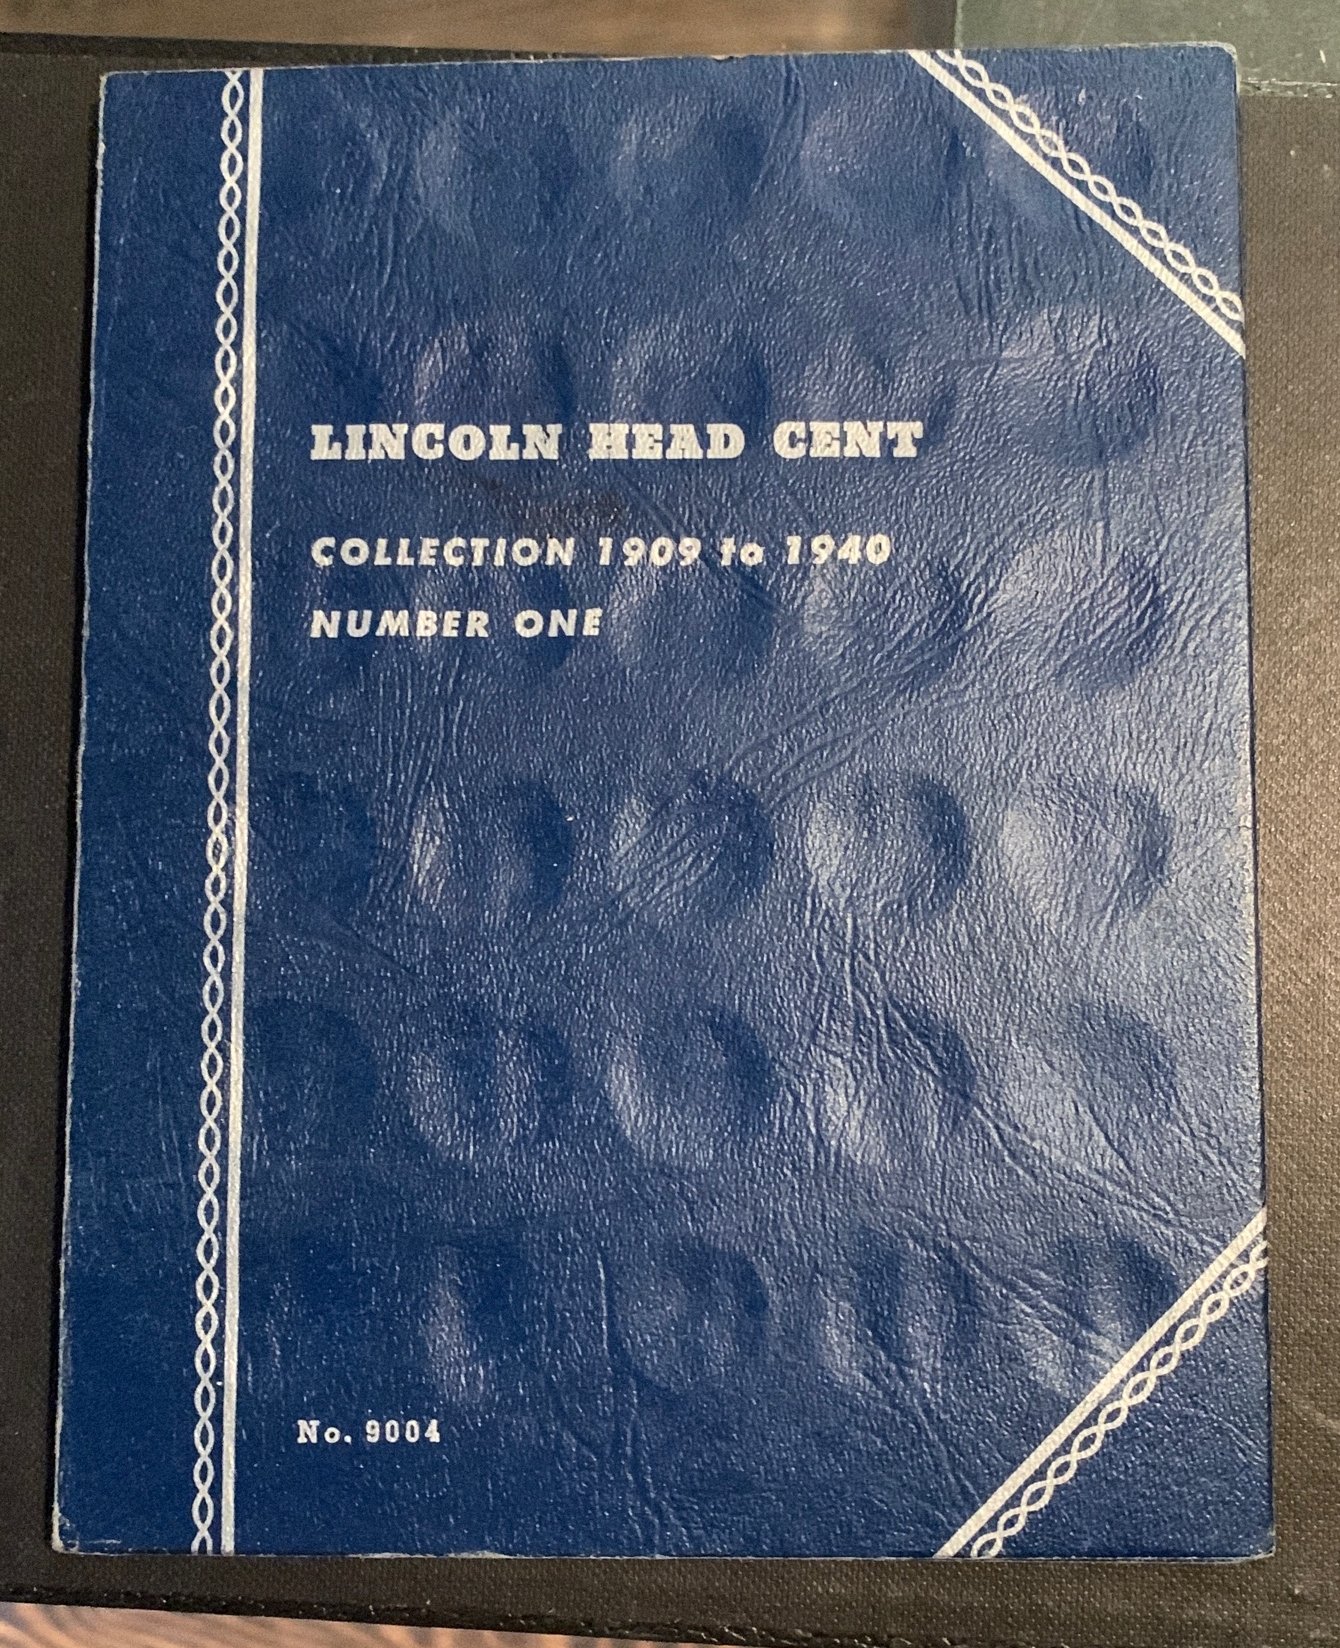 LINCOLN HEAD CENT
COLLECTION 1909 to 1940
NUMBER ONE
No. 9004